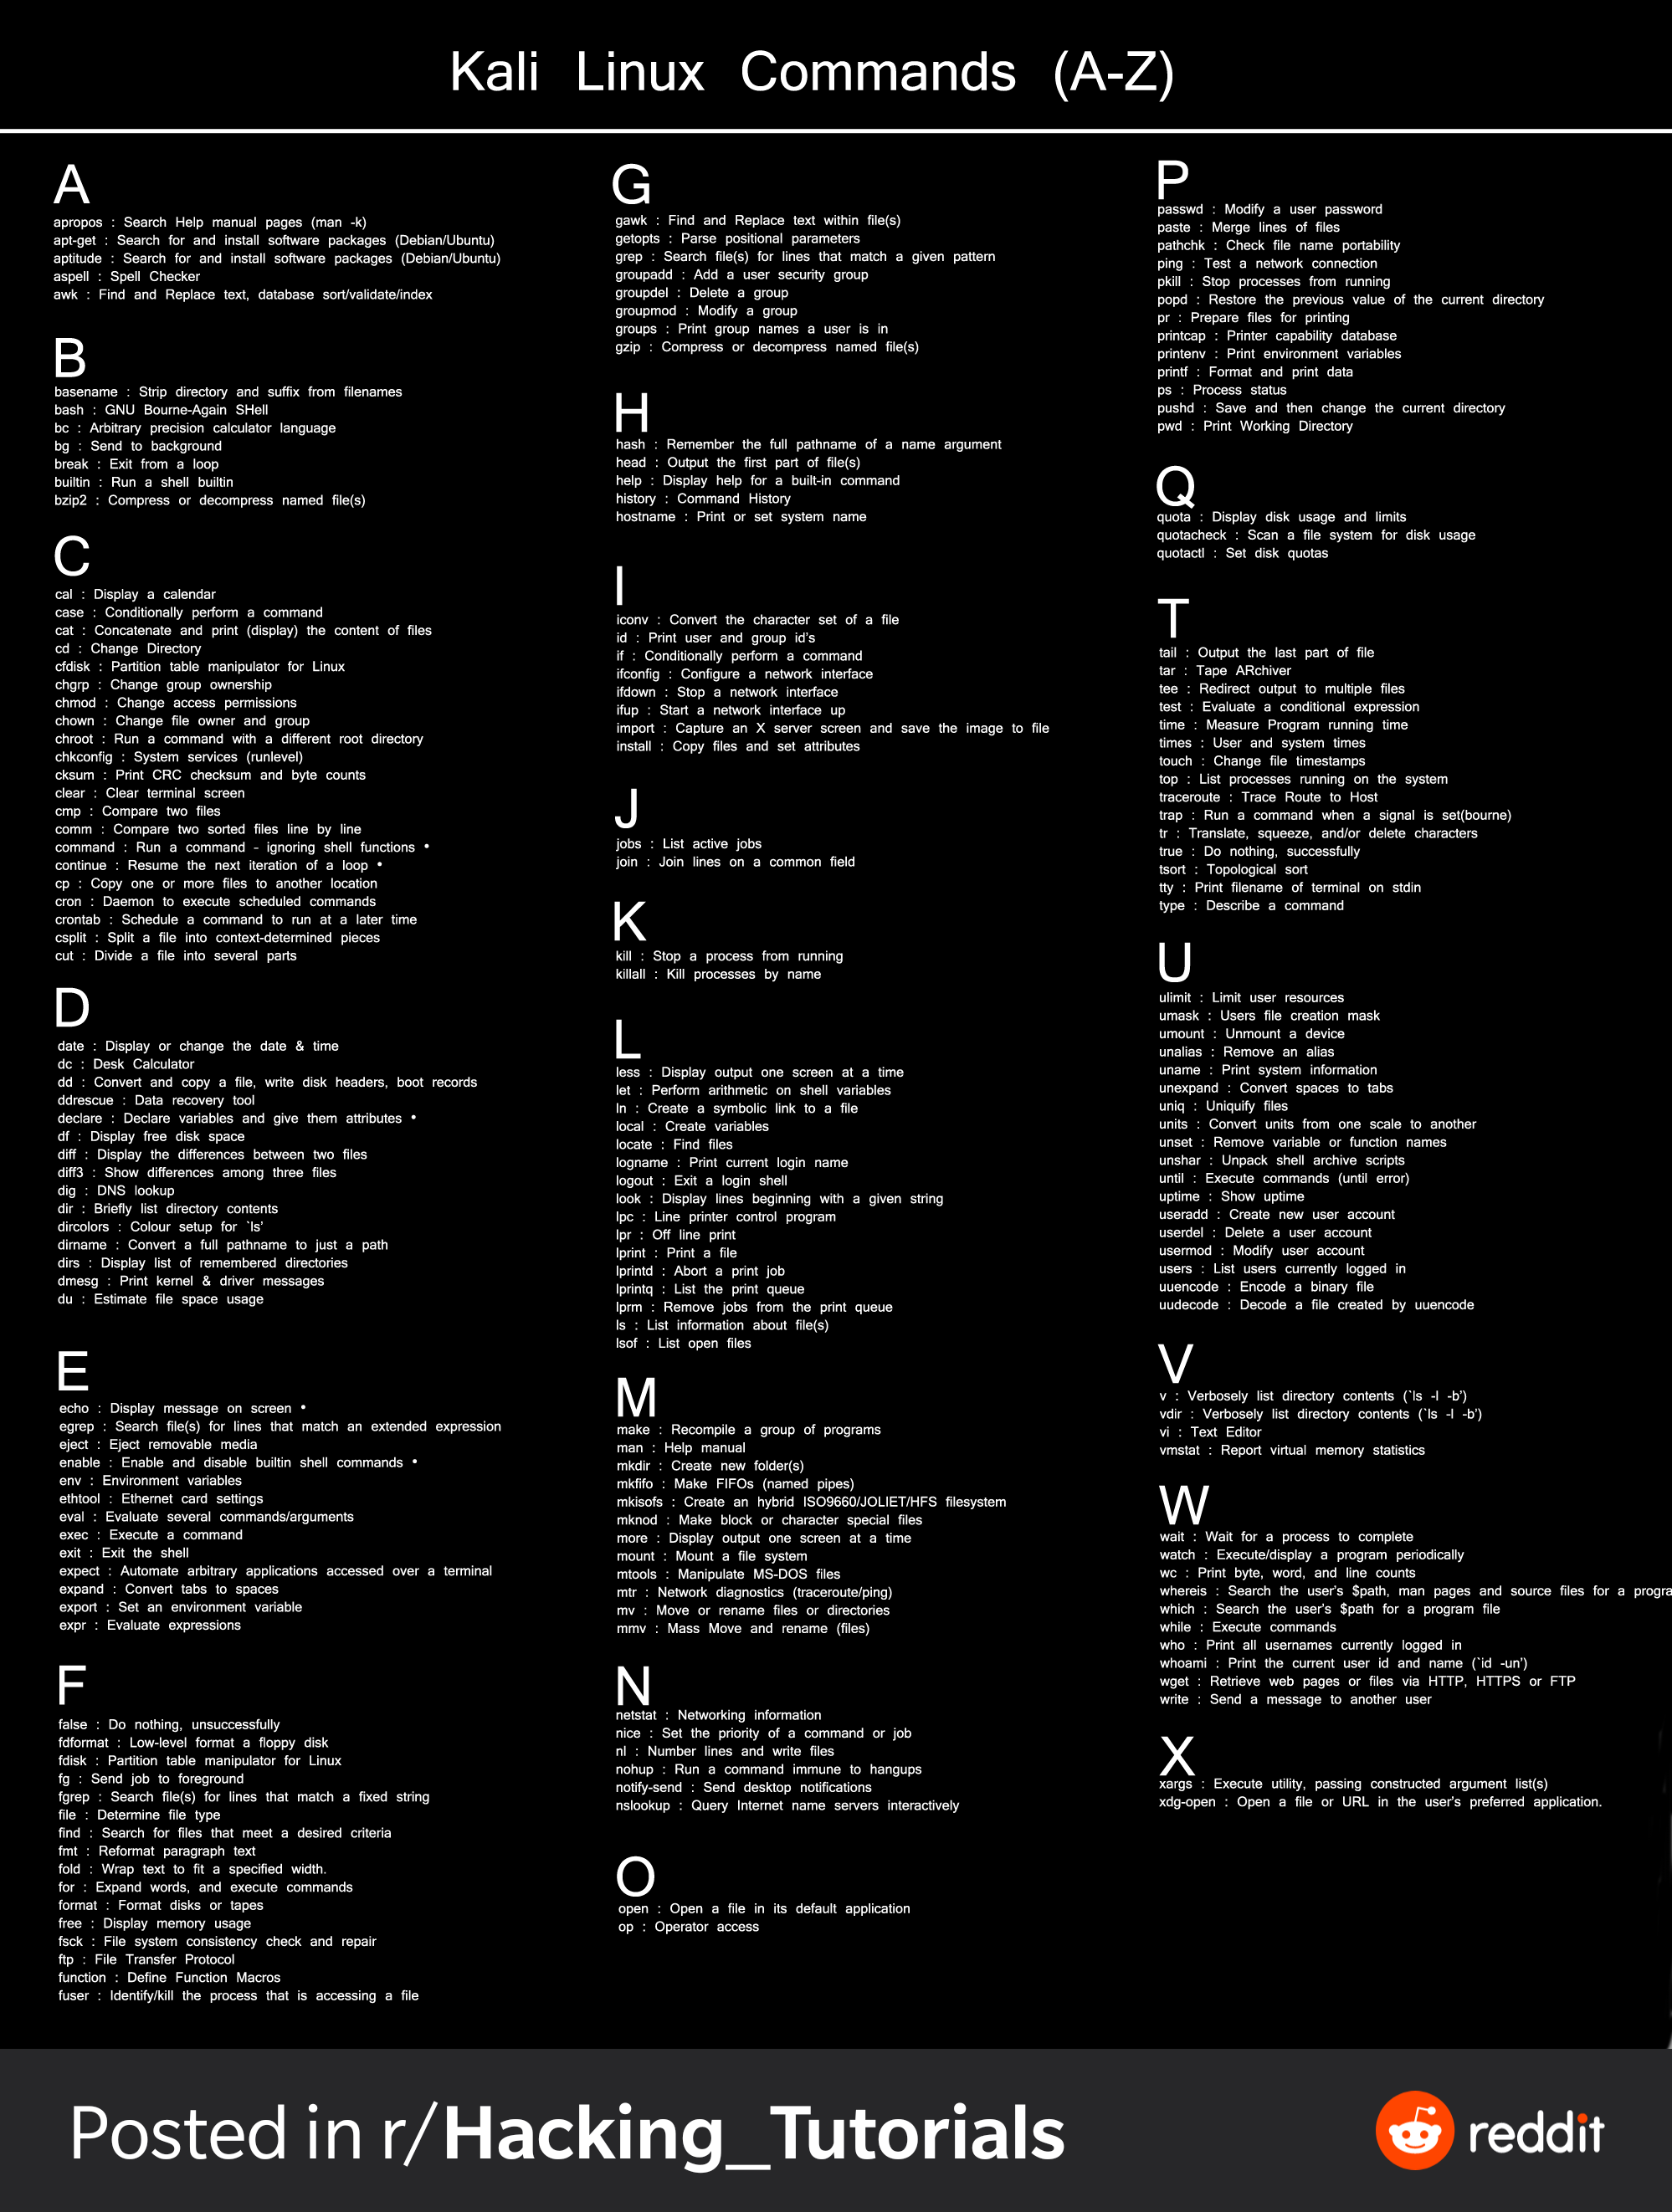 Kali Linux Commands (A-Z)
A
apropos : Search Help manual pages (man -k)
apt-get : Search for and install software packages (Debian/Ubuntu)
aptitude : Search for and install software packages (Debian/Ubuntu)
aspell : Spell Checker
awk : Find and Replace text, database sort/validate/index
B
basename : Strip directory and suffix from filenames
bash : GNU Bourne-Again SHell
bc : Arbitrary precision calculator language
bg : Send to background
break : Exit from a loop
builtin : Run a shell builtin
bzip2 : Compress or decompress named file(s)
C
cal : Display a calendar
case : Conditionally perform a command
cat : Concatenate and print (display) the content of files
cd : Change Directory
cfdisk : Partition table manipulator for Linux
chgrp : Change group ownership
chmod : Change access permissions
chown : Change file owner and group
chroot : Run a command with a different root directory
chkconfig : System services (runlevel)
cksum : Print CRC checksum and byte counts
clear : Clear terminal screen
cmp : Compare two files
comm : Compare two sorted files line by line
command : Run a command - ignoring shell functions •
continue : Resume the next iteration of a loop •
cp : Copy one or more files to another location
cron : Daemon to execute scheduled commands
crontab : Schedule a command to run at a later time
csplit : Split a file into context-determined pieces
cut : Divide a file into several parts
D
date : Display or change the date & time
dc : Desk Calculator
dd : Convert and copy a file, write disk headers, boot records
ddrescue : Data recovery tool
declare : Declare variables and give them attributes •
df : Display free disk space
diff : Display the differences between two files
diff3 : Show differences among three files
dig : DNS lookup
dir : Briefly list directory contents
dircolors : Colour setup for `ls’
dirname : Convert a full pathname to just a path
dirs : Display list of remembered directories
dmesg : Print kernel & driver messages
du : Estimate file space usage
E
echo : Display message on screen •
egrep : Search file(s) for lines that match an extended expression
eject : Eject removable media
enable : Enable and disable builtin shell commands •
env : Environment variables
ethtool : Ethernet card settings
eval : Evaluate several commands/arguments
exec : Execute a command
exit : Exit the shell
expect : Automate arbitrary applications accessed over a terminal
expand : Convert tabs to spaces
export : Set an environment variable
expr : Evaluate expressions
F
false : Do nothing, unsuccessfully
fdformat : Low-level format a floppy disk
fdisk : Partition table manipulator for Linux
fg : Send job to foreground
fgrep : Search file(s) for lines that match a fixed string
file : Determine file type
find : Search for files that meet a desired criteria
fmt : Reformat paragraph text
fold : Wrap text to fit a specified width.
for : Expand words, and execute commands
format : Format disks or tapes
free : Display memory usage
fsck : File system consistency check and repair
ftp : File Transfer Protocol
function : Define Function Macros
fuser : Identify/kill the process that is accessing a file
G
gawk : Find and Replace text within file(s)
getopts : Parse positional parameters
grep : Search file(s) for lines that match a given pattern
groupadd : Add a user security group
groupdel : Delete a group
groupmod : Modify a group
groups : Print group names a user is in
gzip : Compress or decompress named file(s)
H
hash : Remember the full pathname of a name argument
head : Output the first part of file(s)
help : Display help for a built-in command
history : Command History
hostname : Print or set system name
I
iconv : Convert the character set of a file
id : Print user and group id’s
if : Conditionally perform a command
ifconfig : Configure a network interface
ifdown : Stop a network interface
ifup : Start a network interface up
import : Capture an X server screen and save the image to file
install : Copy files and set attributes
J
jobs : List active jobs
join : Join lines on a common field
K
kill : Stop a process from running
killall : Kill processes by name
L
less : Display output one screen at a time
let : Perform arithmetic on shell variables
ln : Create a symbolic link to a file
local : Create variables
locate : Find files
logname : Print current login name
logout : Exit a login shell
look : Display lines beginning with a given string
lpc : Line printer control program
lpr : Off line print
lprint : Print a file
lprintd : Abort a print job
lprintq : List the print queue
lprm : Remove jobs from the print queue
ls : List information about file(s)
lsof : List open files
M
make : Recompile a group of programs
man : Help manual
mkdir : Create new folder(s)
mkfifo : Make FIFOs (named pipes)
mkisofs : Create an hybrid ISO9660/JOLIET/HFS filesystem
mknod : Make block or character special files
more : Display output one screen at a time
mount : Mount a file system
mtools : Manipulate MS-DOS files
mtr : Network diagnostics (traceroute/ping)
mv : Move or rename files or directories
mmv : Mass Move and rename (files)
N
netstat : Networking information
nice : Set the priority of a command or job
nl : Number lines and write files
nohup : Run a command immune to hangups
notify-send : Send desktop notifications
nslookup : Query Internet name servers interactively
O
open : Open a file in its default application
op : Operator access
P
passwd : Modify a user password
paste : Merge lines of files
pathchk : Check file name portability
ping : Test a network connection
pkill : Stop processes from running
popd : Restore the previous value of the current directory
pr : Prepare files for printing
printcap : Printer capability database
printenv : Print environment variables
printf : Format and print data
ps : Process status
pushd : Save and then change the current directory
pwd : Print Working Directory
Q
quota : Display disk usage and limits
quotacheck : Scan a file system for disk usage
quotactl : Set disk quotas
T
tail : Output the last part of file
tar : Tape ARchiver
tee : Redirect output to multiple files
test : Evaluate a conditional expression
time : Measure Program running time
times : User and system times
touch : Change file timestamps
top : List processes running on the system
traceroute : Trace Route to Host
trap : Run a command when a signal is set(bourne)
tr : Translate, squeeze, and/or delete characters
true : Do nothing, successfully
tsort : Topological sort
tty : Print filename of terminal on stdin
type : Describe a command
U
ulimit : Limit user resources
umask : Users file creation mask
umount : Unmount a device
unalias : Remove an alias
uname : Print system information
unexpand : Convert spaces to tabs
uniq : Uniquify files
units : Convert units from one scale to another
unset : Remove variable or function names
unshar : Unpack shell archive scripts
until : Execute commands (until error)
uptime : Show uptime
useradd : Create new user account
userdel : Delete a user account
usermod : Modify user account
users : List users currently logged in
uuencode : Encode a binary file
uudecode : Decode a file created by uuencode
V
v : Verbosely list directory contents (`ls -l -b’)
vdir : Verbosely list directory contents (`ls -l -b’)
vi : Text Editor
vmstat : Report virtual memory statistics
W
wait : Wait for a process to complete
watch : Execute/display a program periodically
wc : Print byte, word, and line counts
whereis : Search the user’s $path, man pages and source files for a progra
which : Search the user’s $path for a program file
while : Execute commands
who : Print all usernames currently logged in
whoami : Print the current user id and name (`id -un’)
wget : Retrieve web pages or files via HTTP, HTTPS or FTP
write : Send a message to another user
X
xargs : Execute utility, passing constructed argument list(s)
xdg-open : Open a file or URL in the user’s preferred application.
Posted in r/Hacking_Tutorials
reddit